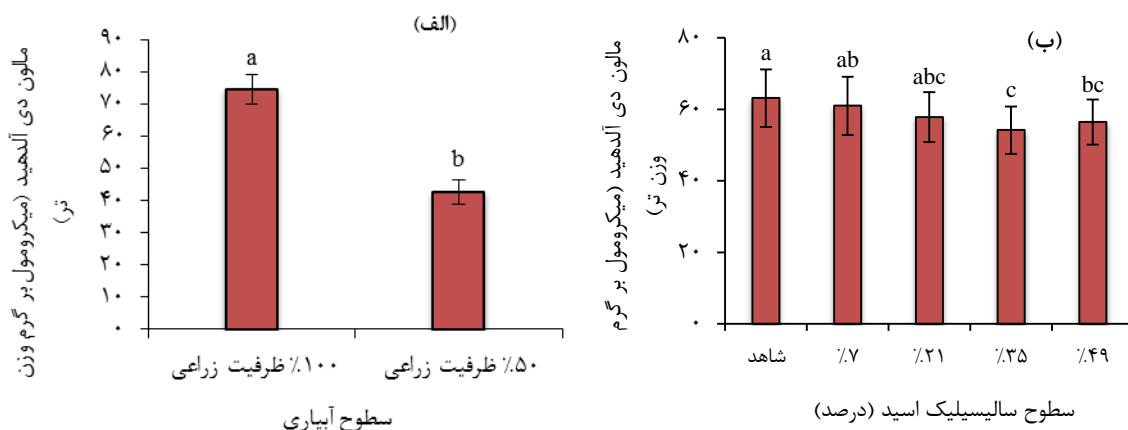 (ب)
مالون دی آلدهید (میکرومول بر گرم
وزن تر)
۸۰
۶۰
۴۰
۲۰
۰
a
ab
abc
c
bc
شاهد
٪۷
٪۲۱
٪۳۵
٪۴۹
سطوح سالیسیلیک اسید (درصد)
(الف)
مالون دی آلدهید (میکرومول بر گرم وزن
تر)
۹۰
۸۰
۷۰
۶۰
۵۰
۴۰
۳۰
۲۰
۱۰
۰
a
b
۱۰۰٪ ظرفیت زراعی
۵۰٪ ظرفیت زراعی
سطوح آبیاری